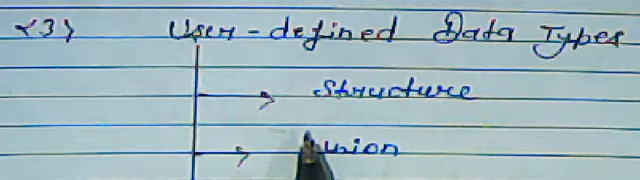 <3> User-defined Data Types
Structure
Union